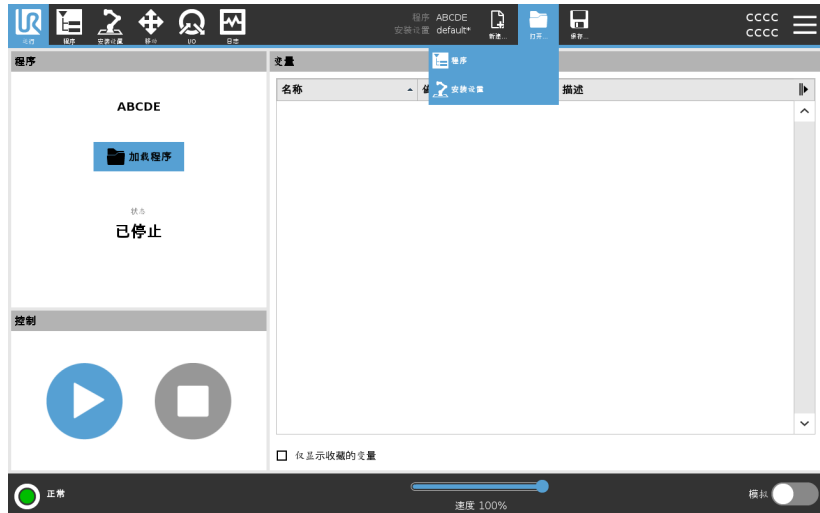 运行
程序
安装设置
移动
I/O
日志
程序 ABCDE
安装设置 default*
新建...
打开...
保存...
CCCC
CCCC
程序
变量
程序
安装设置
名称
描述
ABCDE
加载程序
状态
已停止
控制
仅显示收藏的变量
正常
速度 100%
模拟